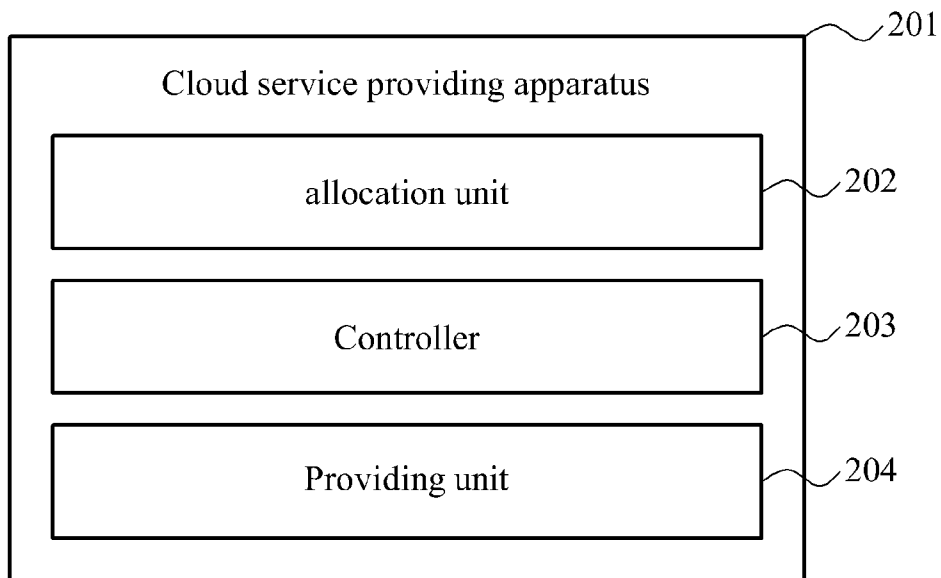 201
Cloud service providing apparatus
allocation unit
202
Controller
203
Providing unit
204